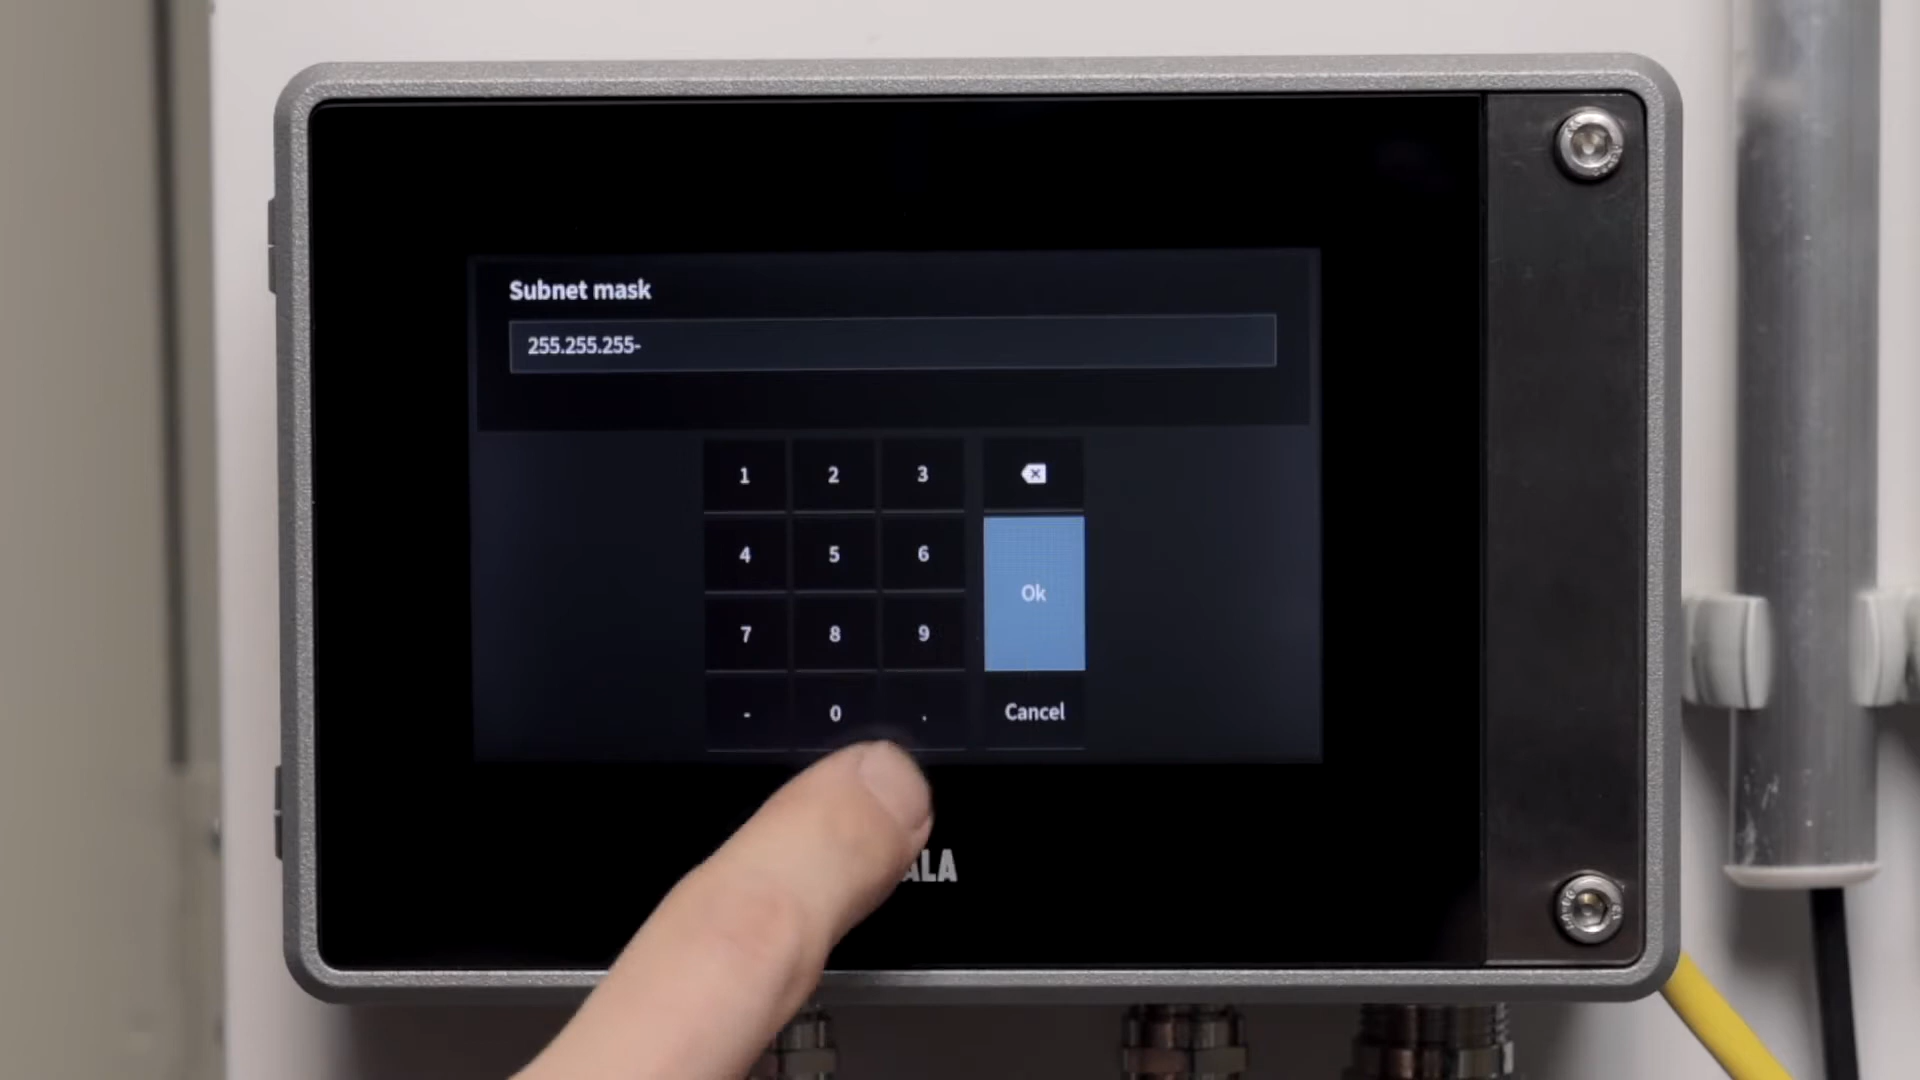 Subnet mask
255.255.255-
1 2 3
4 5 6
Ok
7 8 9
- 0 . Cancel
ALA